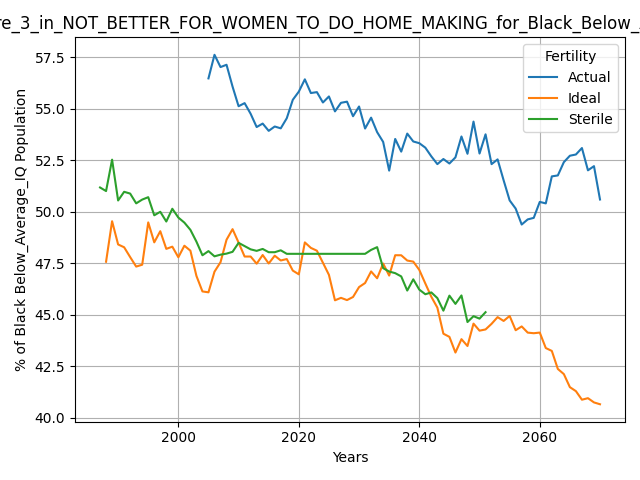 re_3_in_NOT_BETTER_FOR_WOMEN_TO_DO_HOME_MAKING_for_Black_Below_
% of Black Below_Average_IQ Population
57.5
55.0
52.5
50.0
47.5
45.0
42.5
40.0
Fertility
Actual
Ideal
Sterile
2000
2020
2040
2060
Years